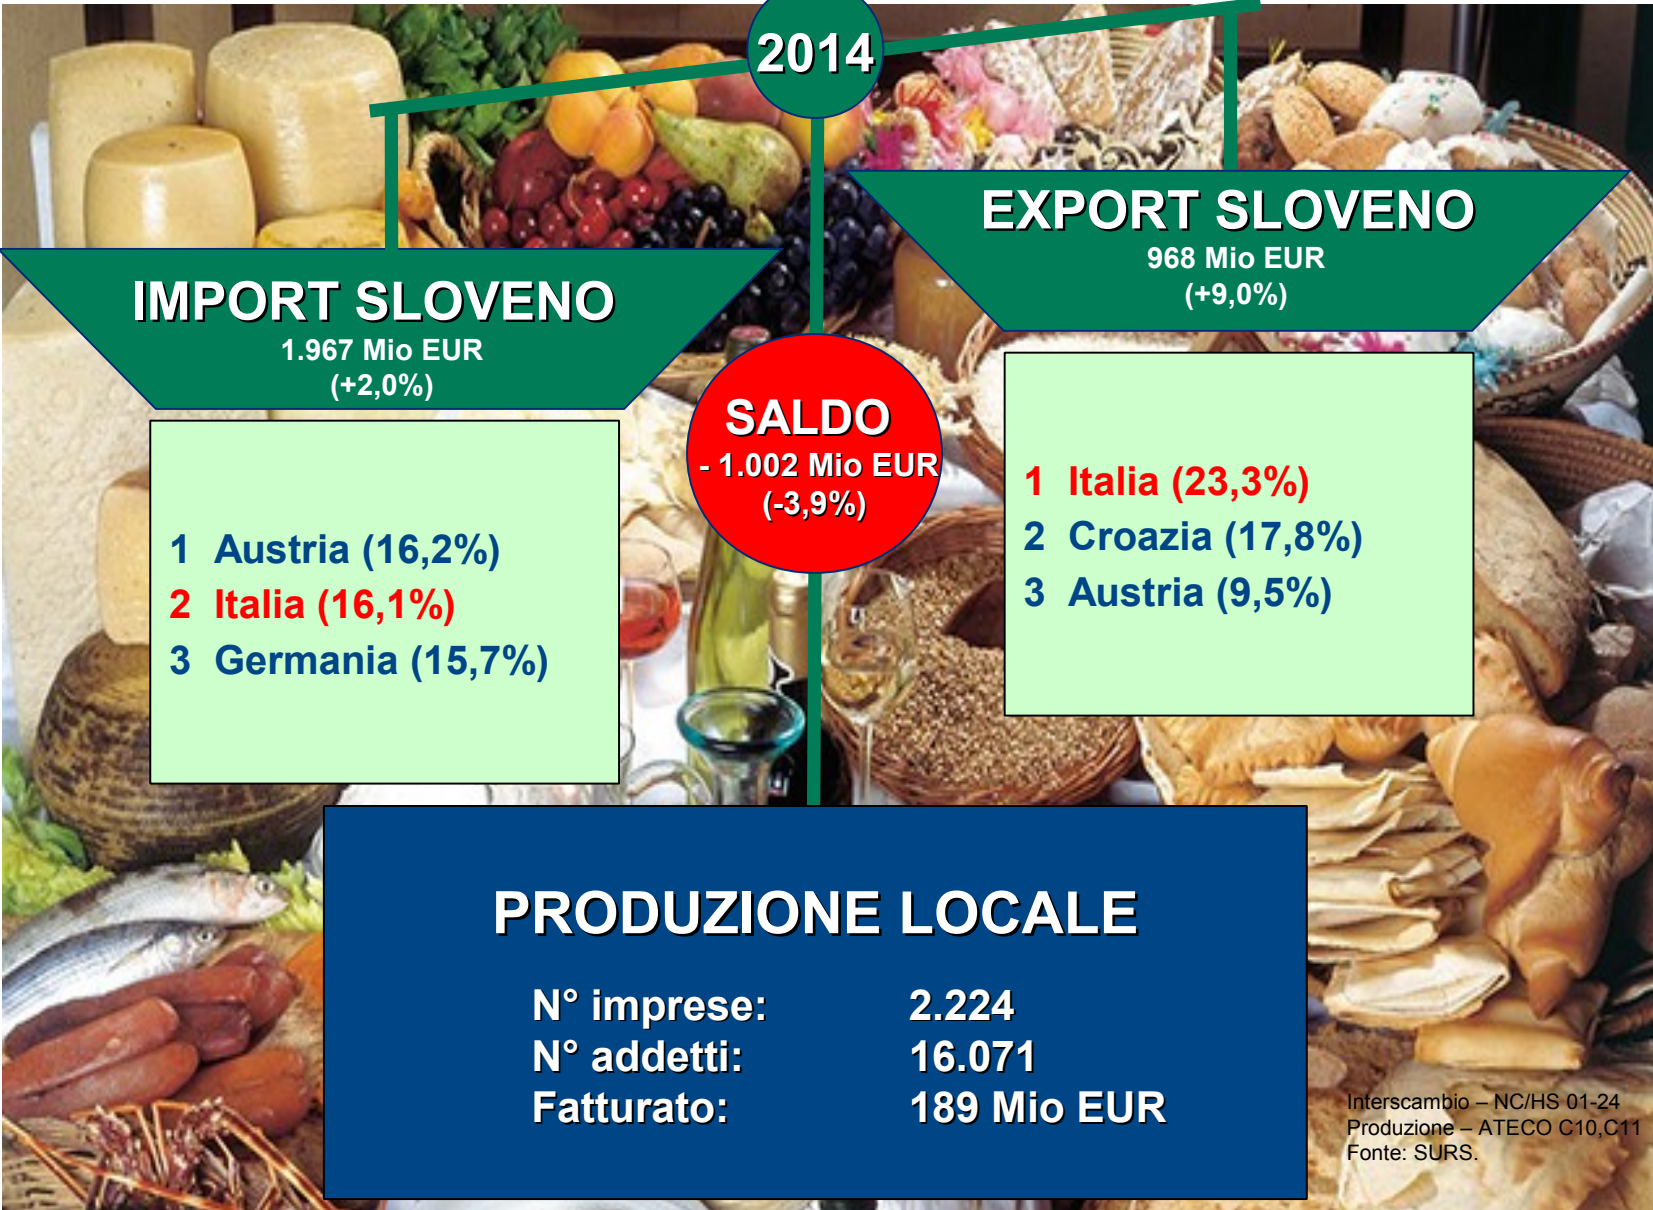 2014
EXPORT SLOVENO
968 Mio EUR
(+9,0%)
IMPORT SLOVENO
1.967 Mio EUR
(+2,0%)
SALDO
- 1.002 Mio EUR
(-3,9%)
1 Austria (16,2%)
2 Italia (16,1%)
3 Germania (15,7%)
1 Italia (23,3%)
2 Croazia (17,8%)
3 Austria (9,5%)
PRODUZIONE LOCALE
N° imprese: 2.224
N° addetti: 16.071
Fatturato: 189 Mio EUR
Interscambio – NC/HS 01-24
Produzione – ATECO C10,C11
Fonte: SURS.